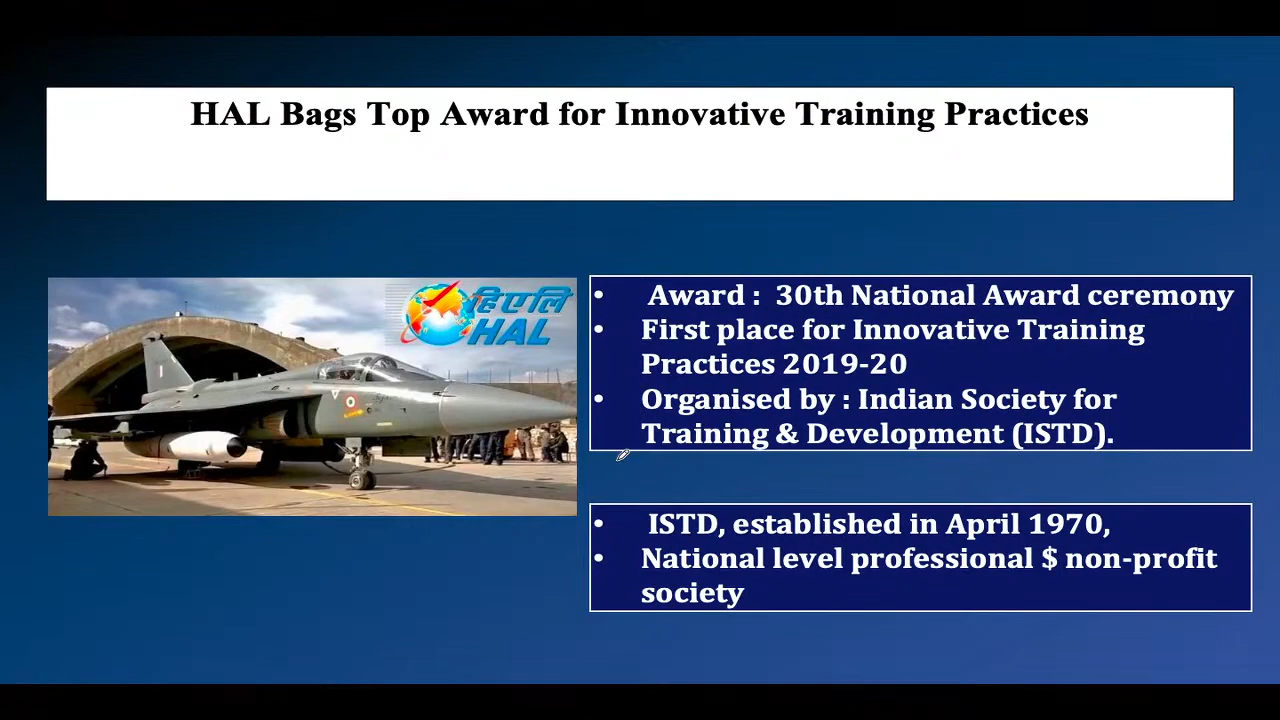 HAL Bags Top Award for Innovative Training Practices
हिएलि
HAL
• Award : 30th National Award ceremony
• First place for Innovative Training
Practices 2019-20
• Organised by : Indian Society for
Training & Development (ISTD).
• ISTD, established in April 1970,
• National level professional $ non-profit
society